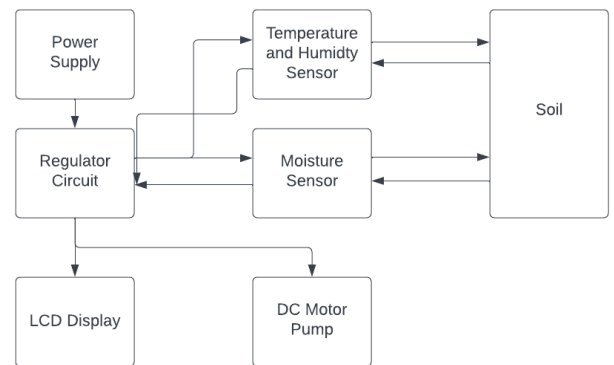 Power
Supply
Temperature
and Humidty
Sensor
Soil
Regulator
Circuit
Moisture
Sensor
LCD Display
DC Motor
Pump